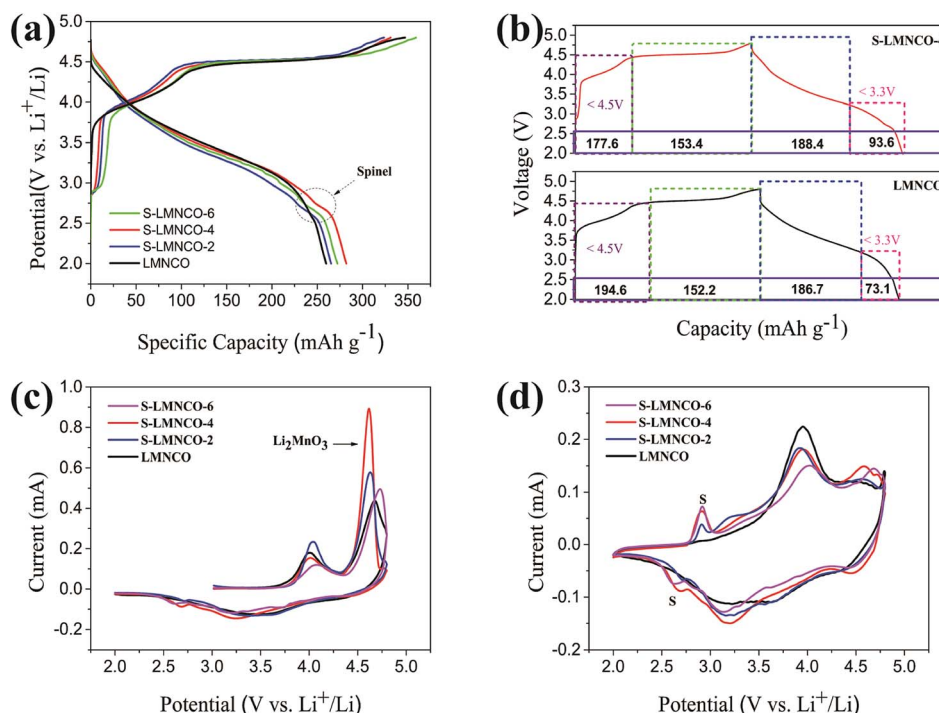 (a)
Potential(V vs. Li⁺/Li)
5.0
4.5
4.0
3.5
3.0
2.5
2.0
Spinel
S-LMNCO-6
S-LMNCO-4
S-LMNCO-2
LMNCO
0 50 100 150 200 250 300 350 400
Specific Capacity (mAh g⁻¹)
(b)
Voltage (V)
S-LMNCO-
5.0
4.5
4.0
3.5
3.0
2.5
2.0
< 4.5V
< 3.3V
177.6 153.4 188.4 93.6
LMNCO
5.0
4.5
4.0
3.5
3.0
2.5
2.0
< 4.5V
< 3.3V
194.6 152.2 186.7 73.1
Capacity (mAh g⁻¹)
(c)
Current (mA)
1.0
0.8
0.6
0.4
0.2
0.0
-0.2
S-LMNCO-6
S-LMNCO-4
S-LMNCO-2
LMNCO
Li₂MnO₃
2.0 2.5 3.0 3.5 4.0 4.5 5.0
Potential (V vs. Li⁺/Li)
(d)
Current (mA)
0.3
0.2
0.1
0.0
-0.1
-0.2
S-LMNCO-6
S-LMNCO-4
S-LMNCO-2
LMNCO
S
S
2.0 2.5 3.0 3.5 4.0 4.5 5.0
Potential (V vs. Li⁺/Li)